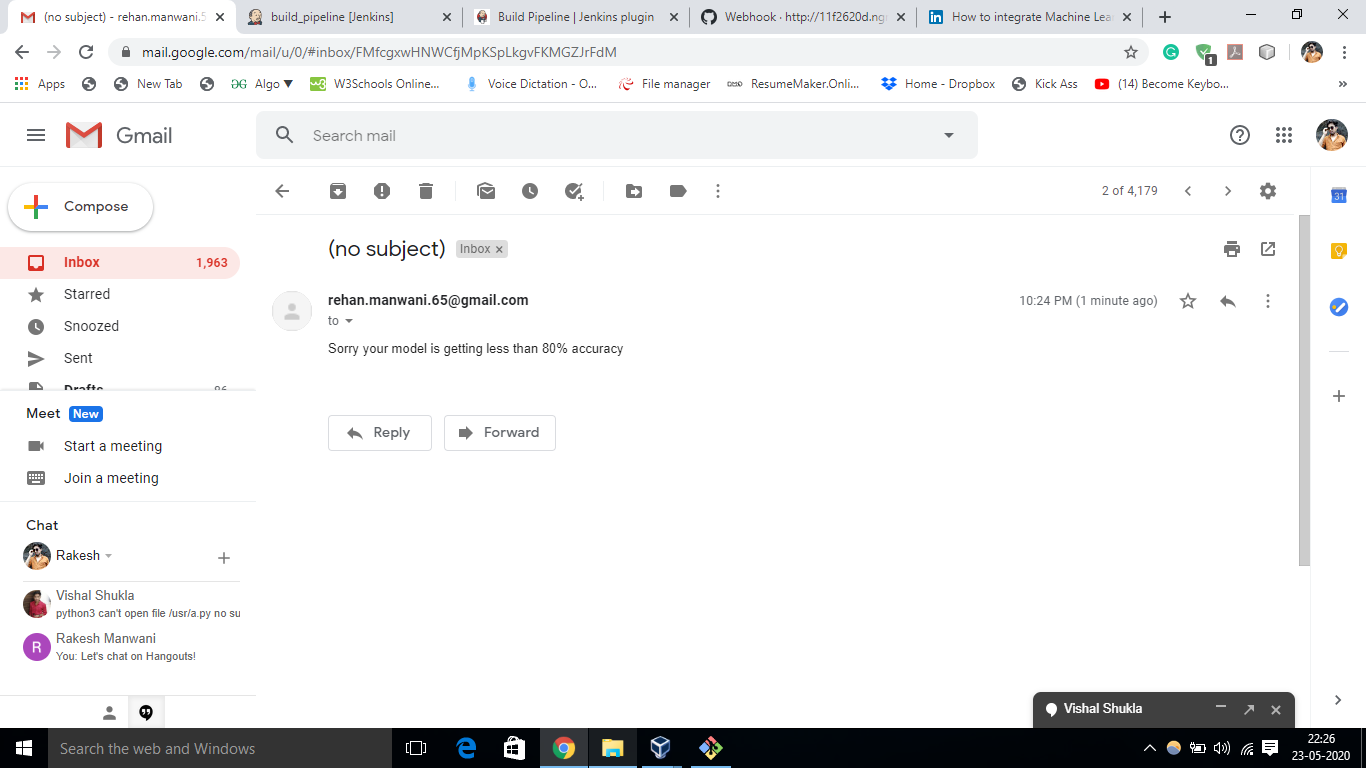 (no subject) - rehan.manwani.5
build_pipeline [Jenkins]
Build Pipeline | Jenkins plugin
Webhook · http://11f2620d.ng
How to integrate Machine Lea
mail.google.com/mail/u/0/#inbox/FMfcgxwHNWCfjMpKSpLkgvFKMGZJrFdM
1
Apps
New Tab
Algo
W3Schools Online...
Voice Dictation - O...
File manager
ResumeMaker.Onli...
Home - Dropbox
Kick Ass
(14) Become Keybo...
»
Gmail
Search mail
Compose
2 of 4,179
31
(no subject)
Inbox ×
Inbox 1,963
Starred
Snoozed
Sent
Drafts 86
rehan.manwani.65@gmail.com
10:24 PM (1 minute ago)
to
Sorry your model is getting less than 80% accuracy
Reply
Forward
Meet New
Start a meeting
Join a meeting
Chat
Rakesh
Vishal Shukla
python3 can't open file /usr/a.py no su
R
Rakesh Manwani
You: Let's chat on Hangouts!
Vishal Shukla
Search the web and Windows
22:26
23-05-2020